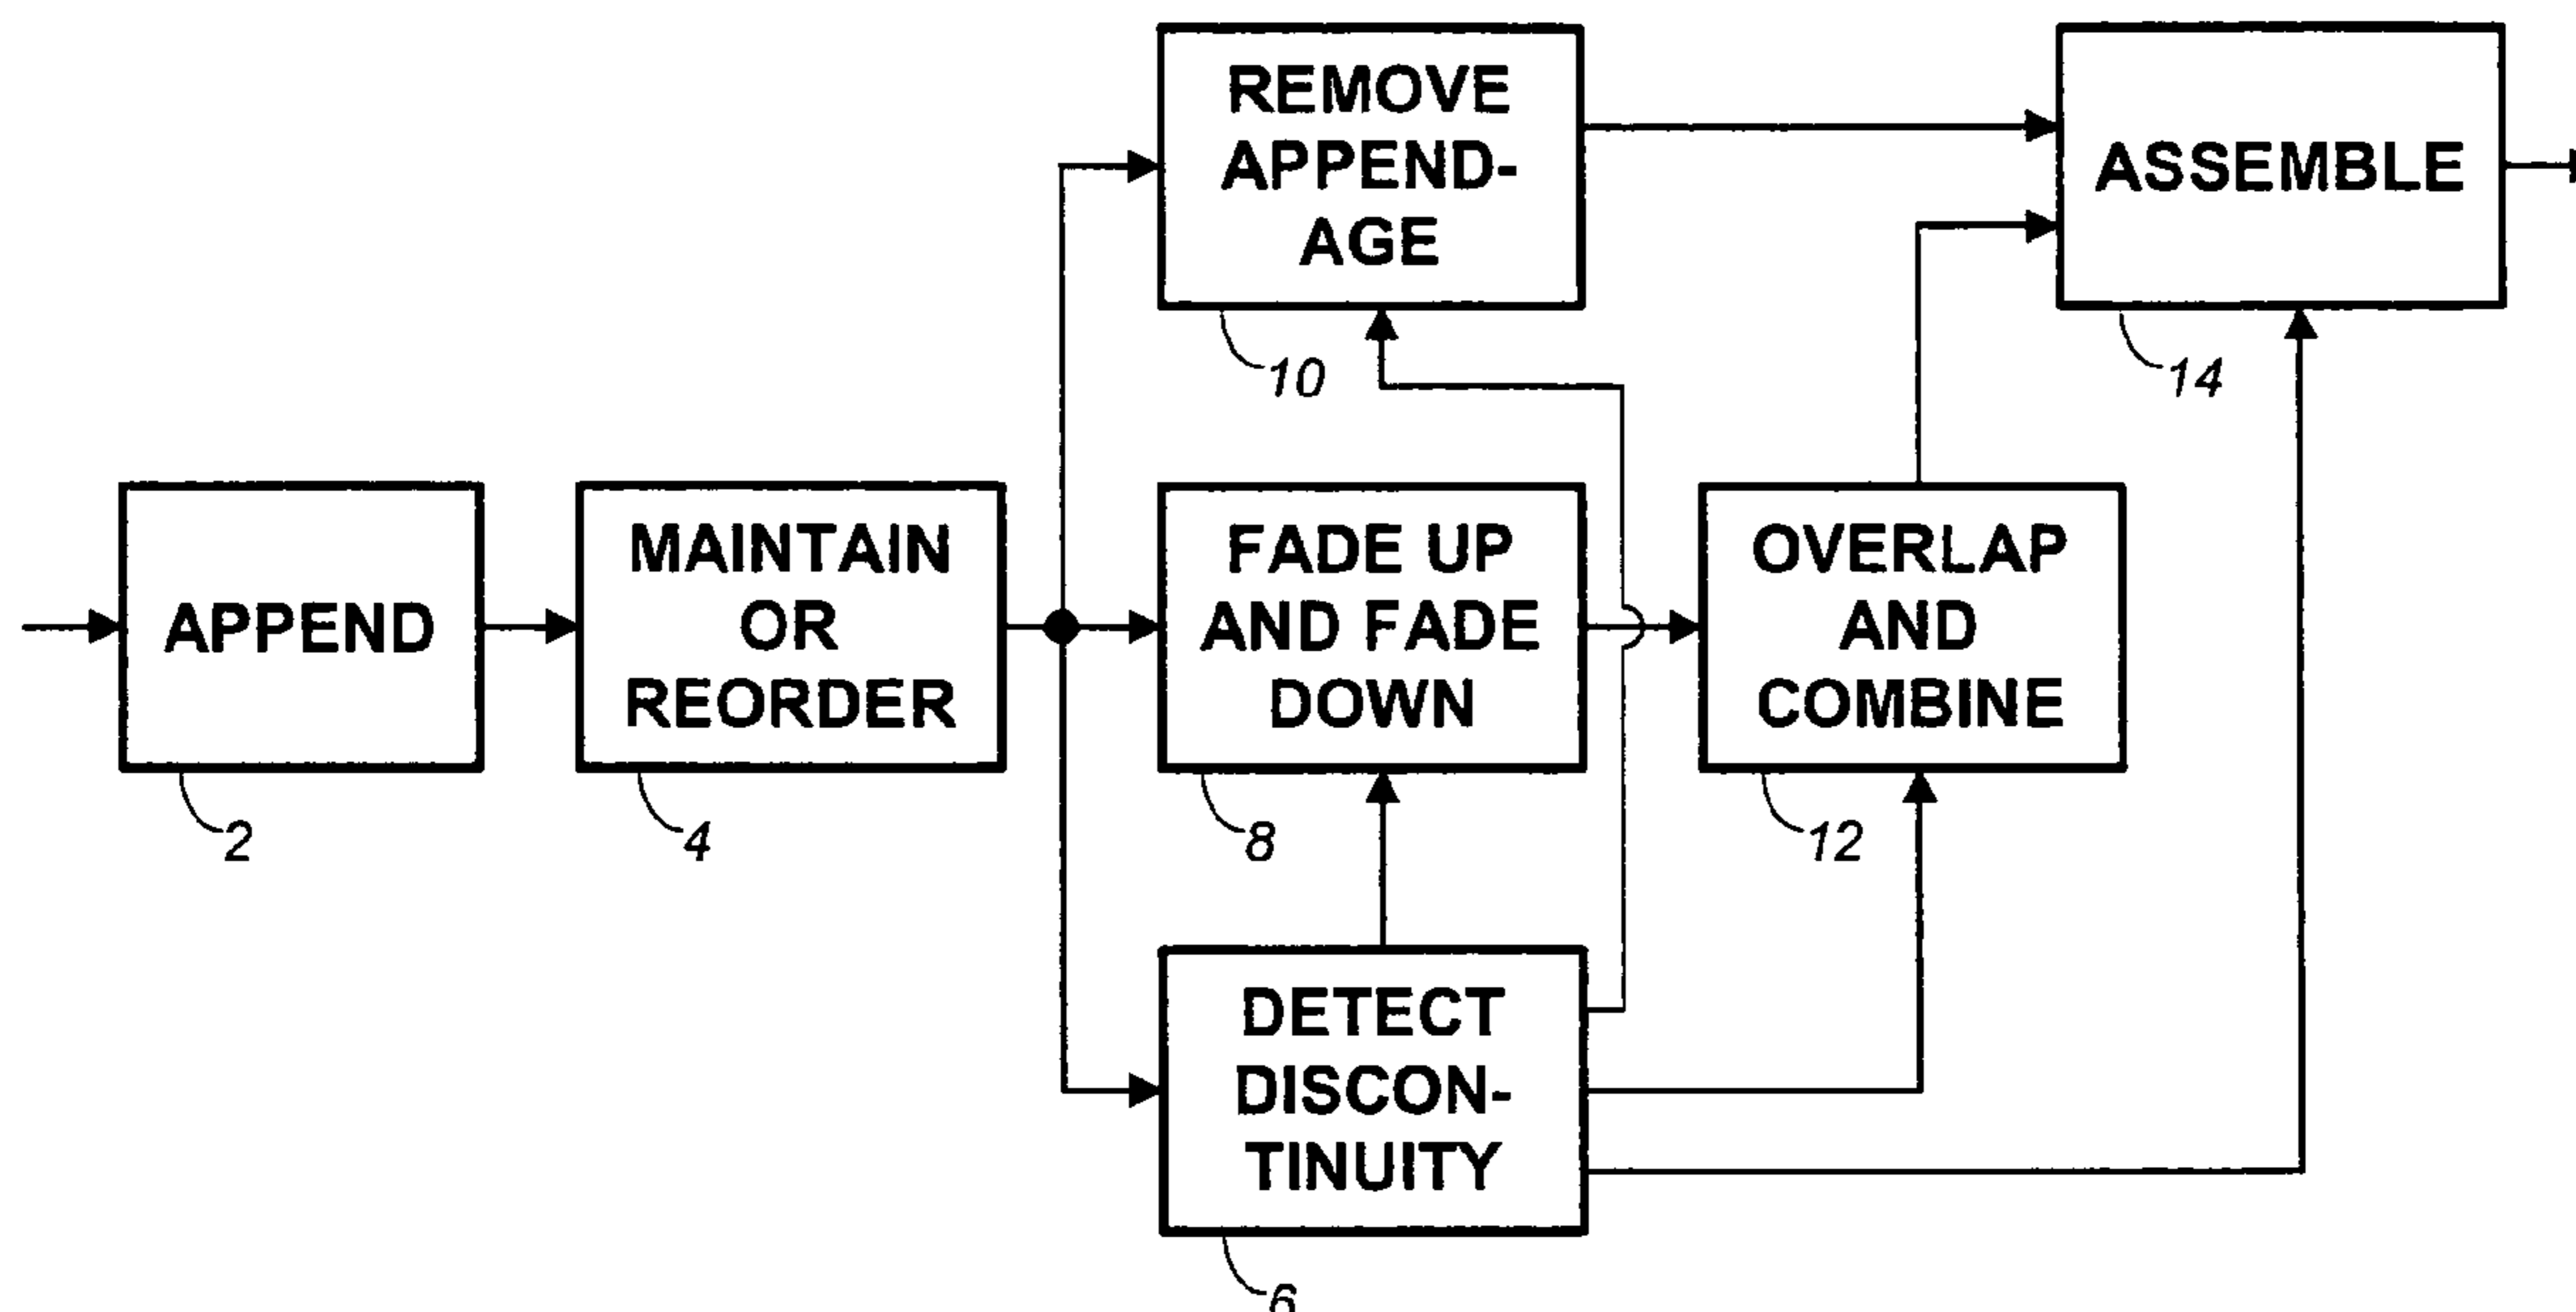 REMOVE
APPEND-
AGE
10
ASSEMBLE
14
APPEND
2
MAINTAIN
OR
REORDER
4
FADE UP
AND FADE
DOWN
8
OVERLAP
AND
COMBINE
12
DETECT
DISCON-
TINUITY
6